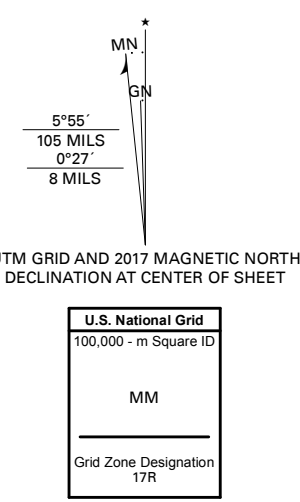 ★
MN
GN
5°55´
105 MILS
0°27´
8 MILS
UTM GRID AND 2017 MAGNETIC NORTH
DECLINATION AT CENTER OF SHEET
U.S. National Grid
100,000 - m Square ID
MM
Grid Zone Designation
17R